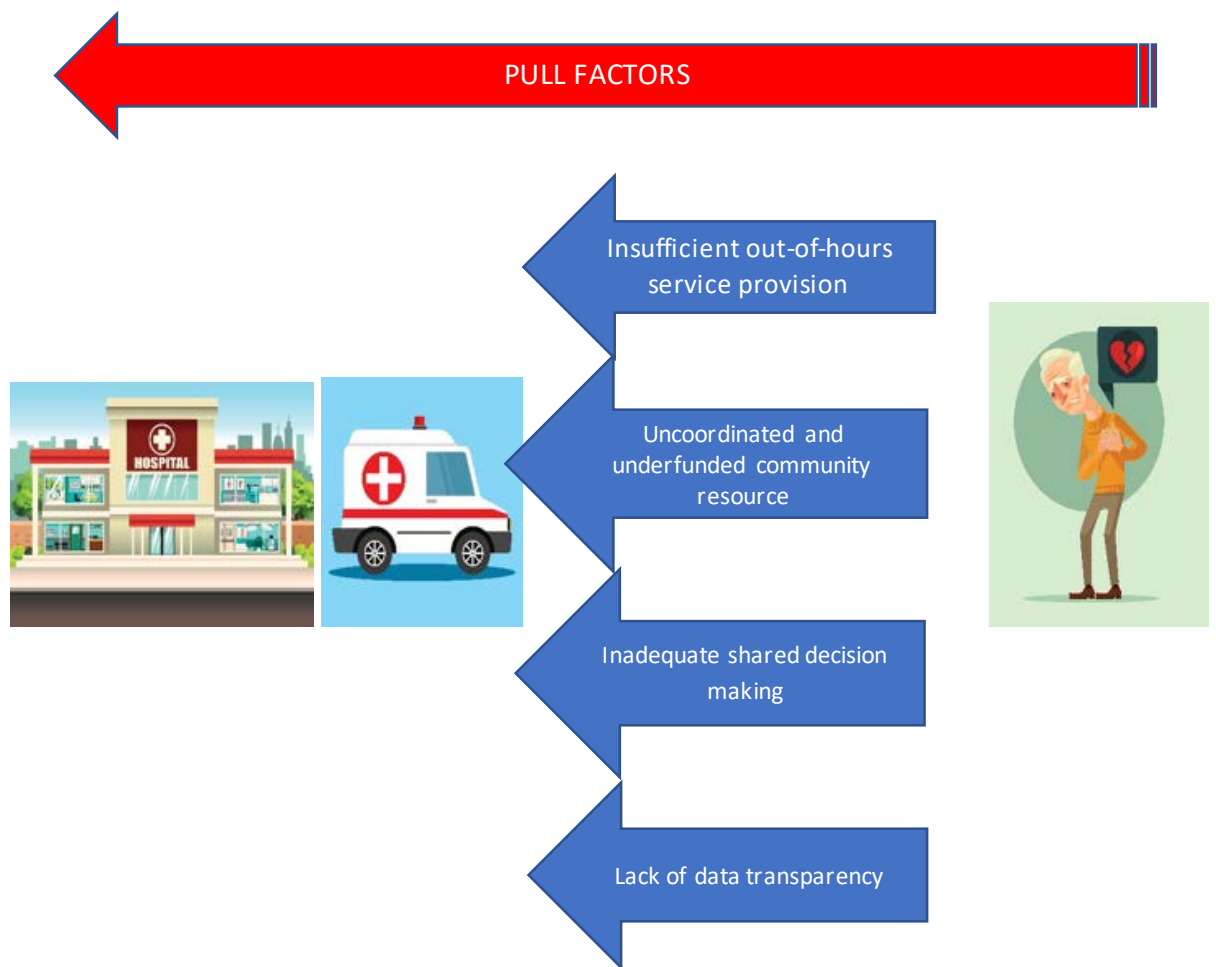 PULL FACTORS
Insufficient out-of-hours
service provision
HOSPITAL
Uncoordinated and
underfunded community
resource
Inadequate shared decision
making
Lack of data transparency